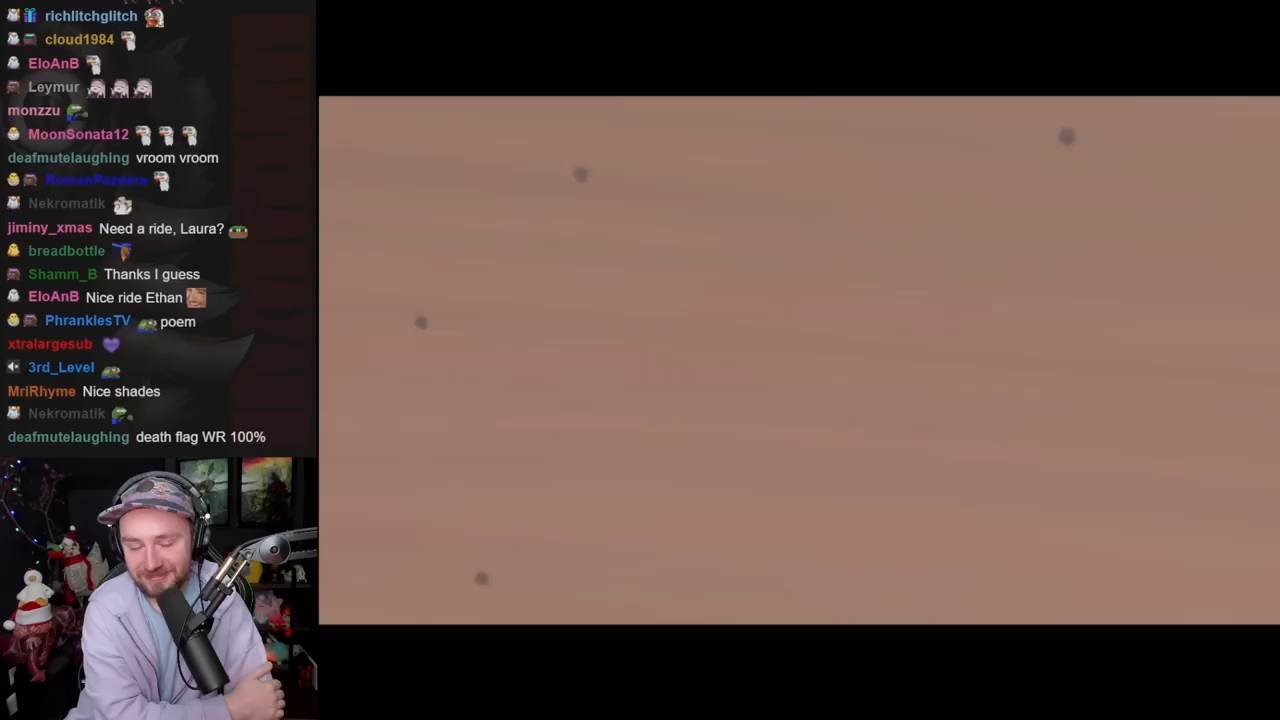 richlitchglitch
cloud1984
EloAnB
Leymur
monzzu
MoonSonata12
deafmutelaughing vroom vroom
RomanPazdera
Nekromatik
jiminy_xmas Need a ride, Laura?
breadbottle
Shamm_B Thanks I guess
EloAnB Nice ride Ethan
PhranklesTV poem
xtralargesub
3rd_Level
MriRhyme Nice shades
Nekromatik
deafmutelaughing death flag WR 100%